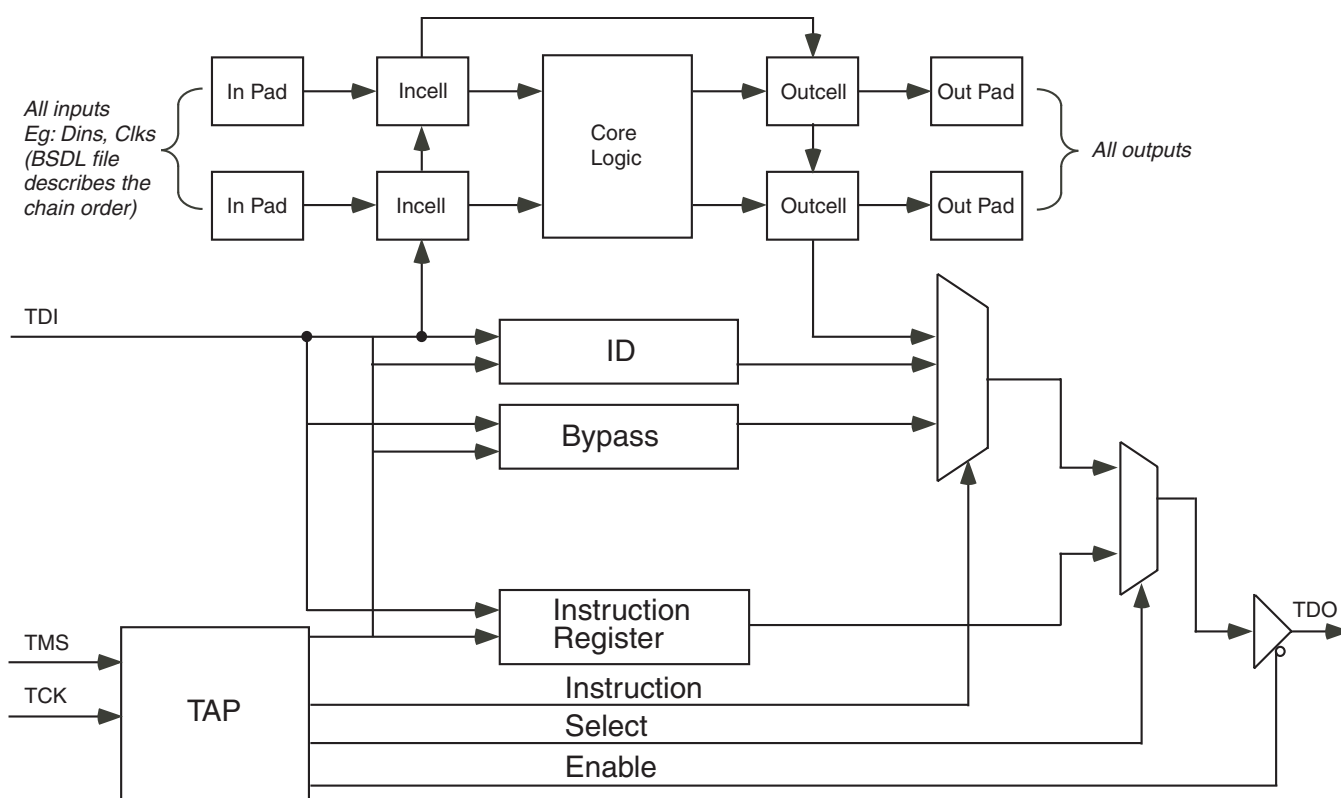 In Pad
Incell
Outcell
Out Pad
All inputs
Eg: Dins, Clks
(BSDL file
describes the
chain order)
Core
Logic
All outputs
In Pad
Incell
Outcell
Out Pad
TDI
ID
Bypass
Instruction
Register
TDO
TMS
TCK
TAP
Instruction
Select
Enable